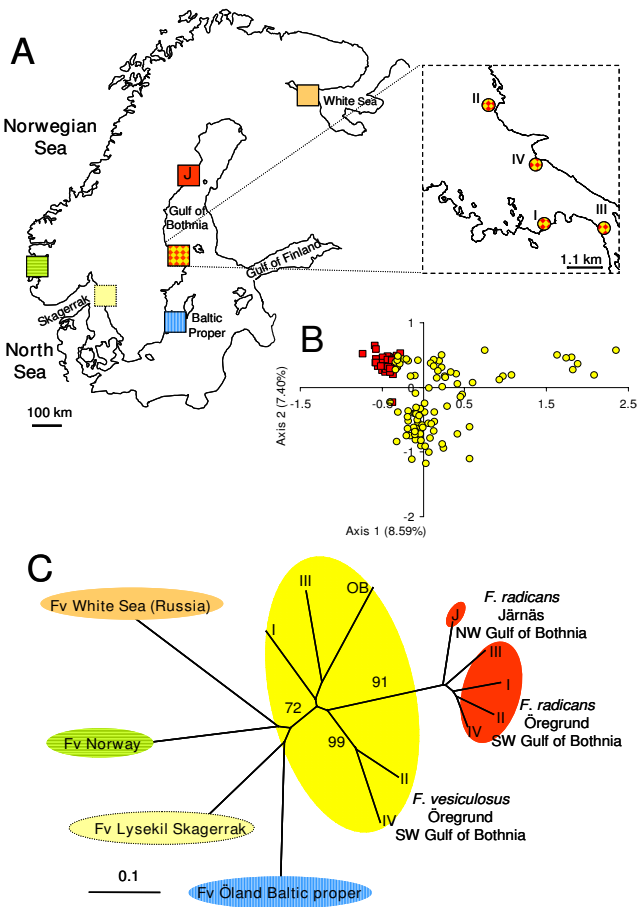 A
Norwegian
Sea
White Sea
J
Gulf of
Bothnia
Gulf of Finland
Skagerrak
Baltic
Proper
North
Sea
100 km
II
IV
I
III
1.1 km
B
1
0
-1
-2
-1.5
-0.5
0.5
1.5
2.5
Axis 2 (7.40%)
Axis 1 (8.59%)
C
Fv White Sea (Russia)
Fv Norway
Fv Lysekil Skagerrak
Fv Öland Baltic proper
0.1
I
III
OB
72
91
99
II
IV
F. vesiculosus
Öregrund
SW Gulf of Bothnia
J
F. radicans
Järnäs
NW Gulf of Bothnia
III
I
II
IV
F. radicans
Öregrund
SW Gulf of Bothnia